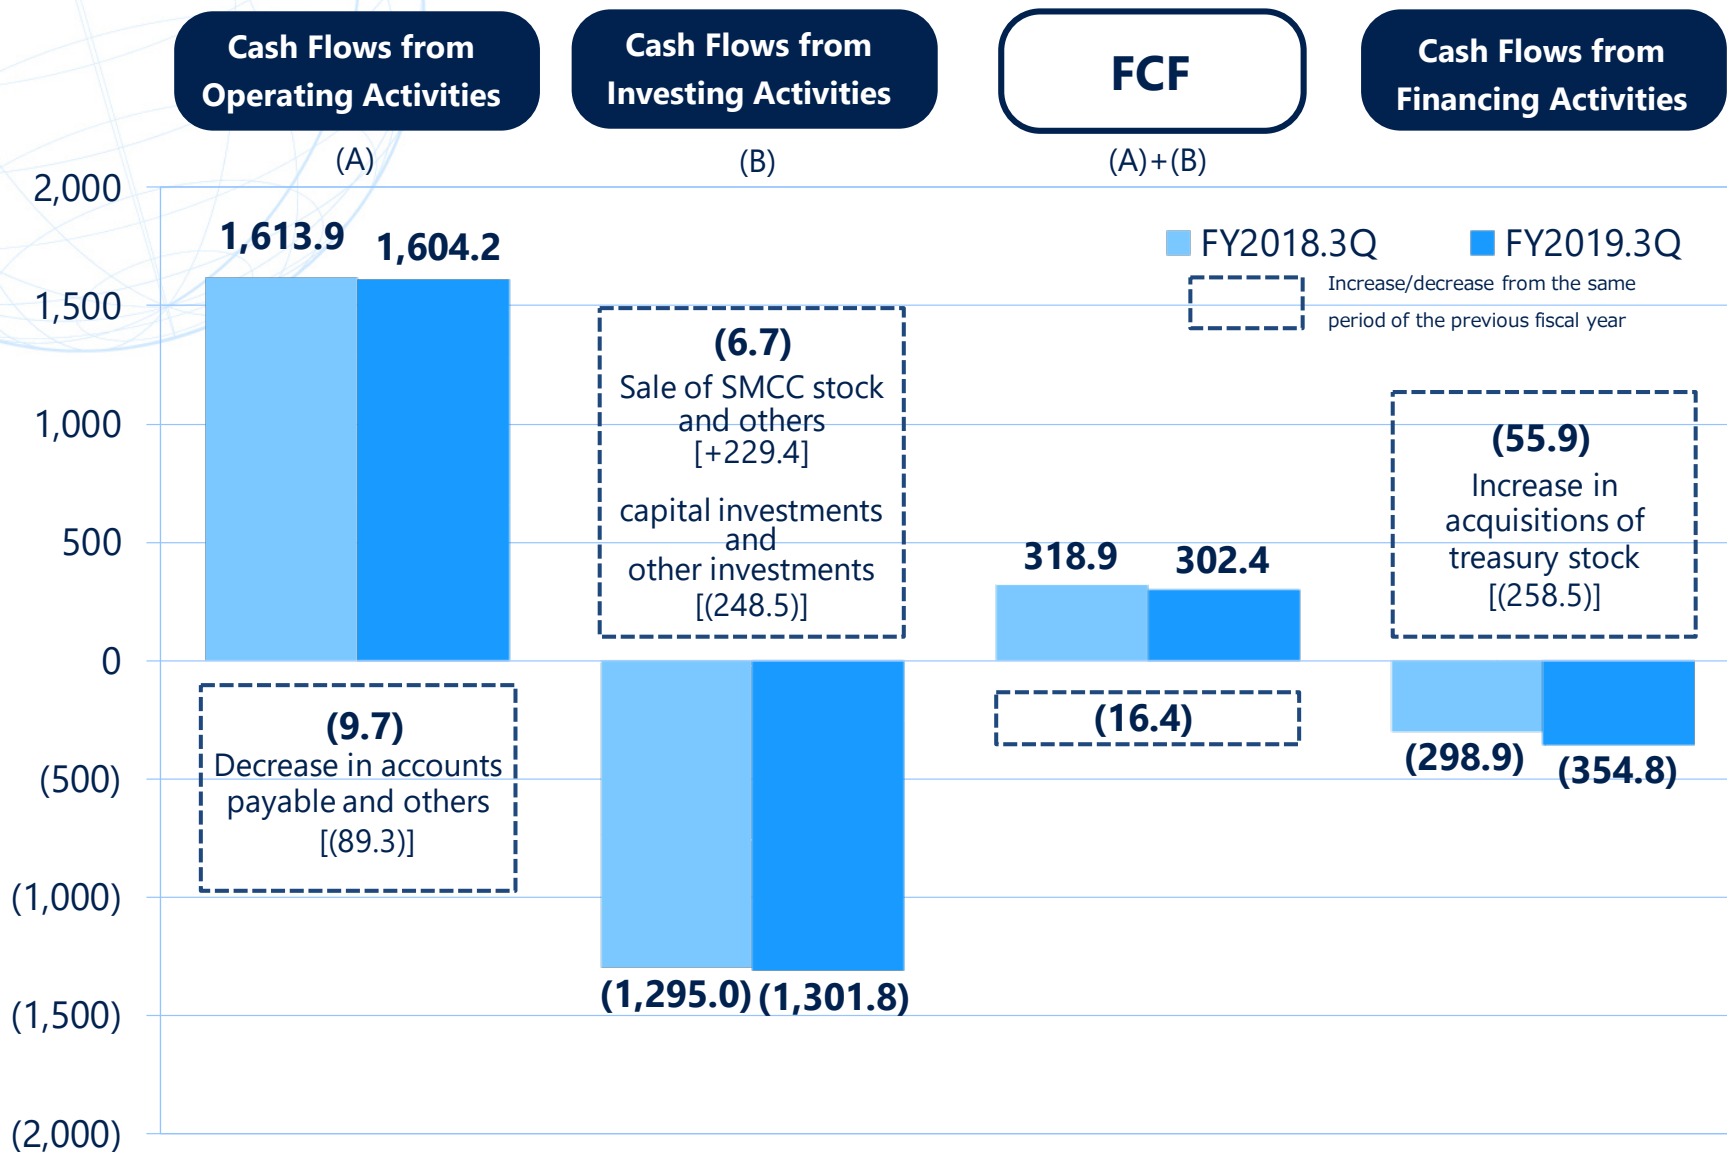 Cash Flows from
Operating Activities
(A)
Cash Flows from
Investing Activities
(B)
FCF
(A)+(B)
Cash Flows from
Financing Activities
FY2018.3Q
FY2019.3Q
Increase/decrease from the same
period of the previous fiscal year
2,000
1,500
1,000
500
0
(500)
(1,000)
(1,500)
(2,000)
1,613.9
1,604.2
(9.7)
Decrease in accounts
payable and others
[(89.3)]
(6.7)
Sale of SMCC stock
and others
[+229.4]
capital investments
and
other investments
[(248.5)]
(1,295.0)
(1,301.8)
318.9
302.4
(16.4)
(55.9)
Increase in
acquisitions of
treasury stock
[(258.5)]
(298.9)
(354.8)